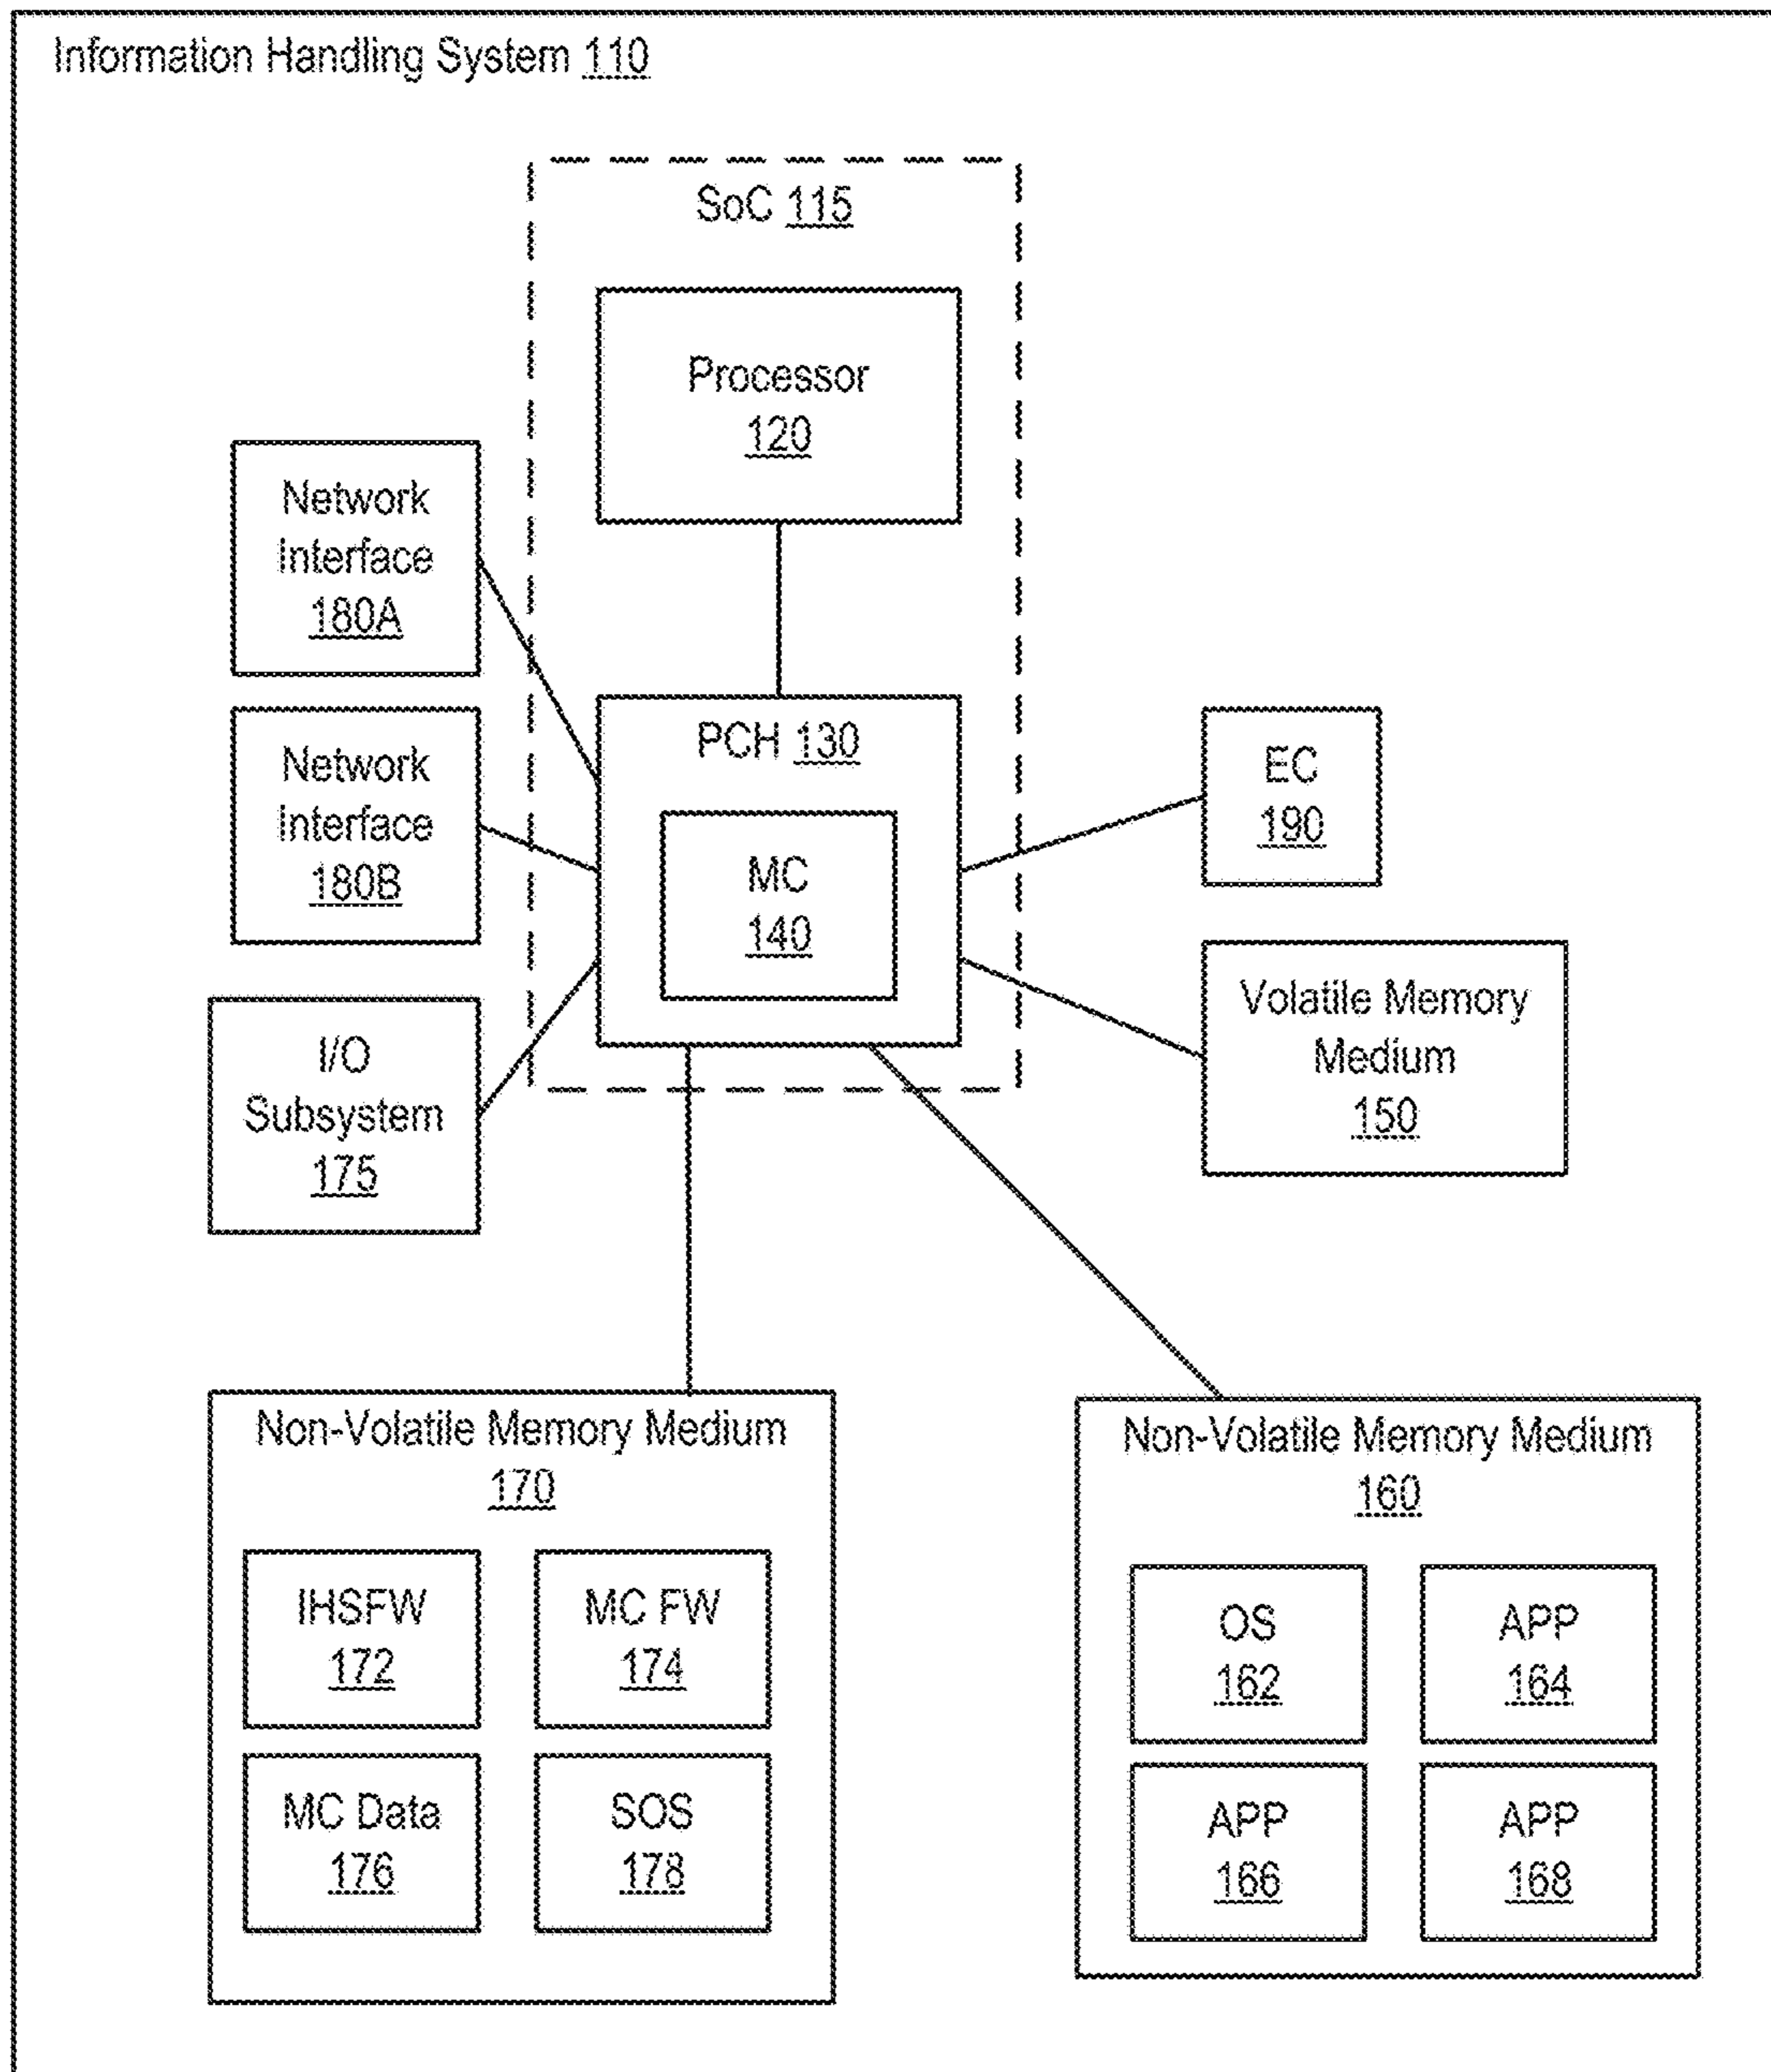 Information Handling System 110
SoC 115
Processor
120
Network
Interface
180A
Network
Interface
180B
I/O
Subsystem
175
PCH 130
MC
140
EC
190
Volatile Memory
Medium
150
Non-Volatile Memory Medium
170
IHSFW
172
MC FW
174
MC Data
176
SOS
178
Non-Volatile Memory Medium
160
OS
162
APP
164
APP
166
APP
168